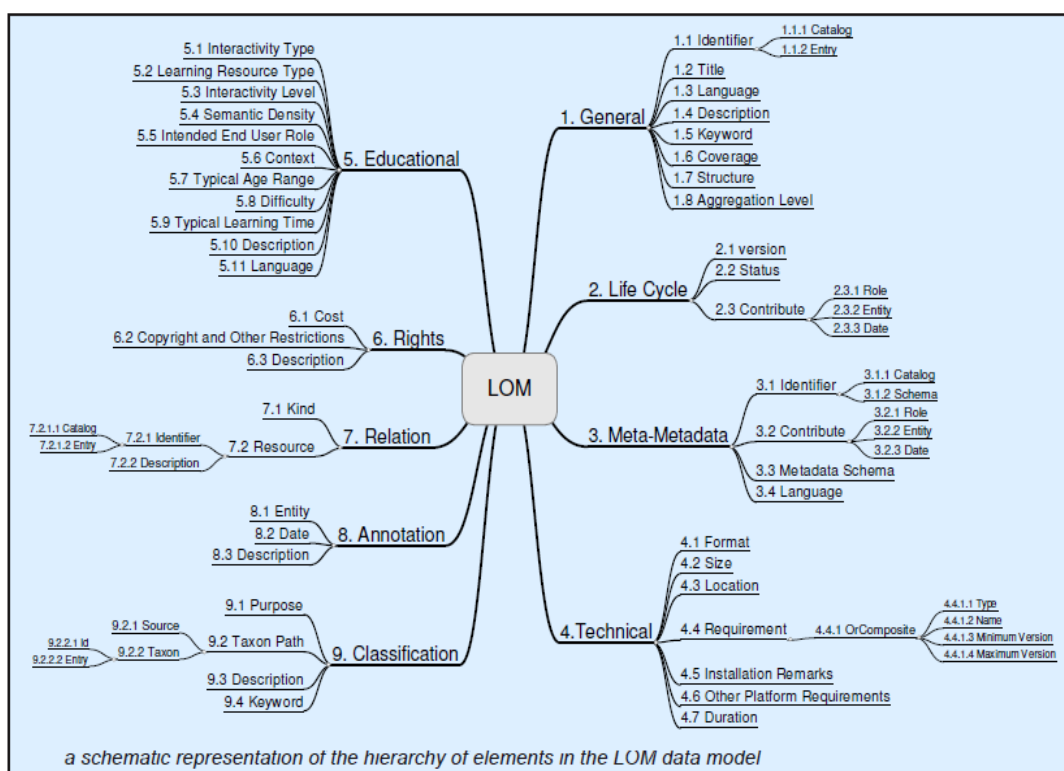 LOM
1. General
1.1 Identifier
1.1.1 Catalog
1.1.2 Entry
1.2 Title
1.3 Language
1.4 Description
1.5 Keyword
1.6 Coverage
1.7 Structure
1.8 Aggregation Level
2. Life Cycle
2.1 version
2.2 Status
2.3 Contribute
2.3.1 Role
2.3.2 Entity
2.3.3 Date
3. Meta-Metadata
3.1 Identifier
3.1.1 Catalog
3.1.2 Schema
3.2 Contribute
3.2.1 Role
3.2.2 Entity
3.2.3 Date
3.3 Metadata Schema
3.4 Language
4.Technical
4.1 Format
4.2 Size
4.3 Location
4.4 Requirement
4.4.1 OrComposite
4.4.1.1 Type
4.4.1.2 Name
4.4.1.3 Minimum Version
4.4.1.4 Maximum Version
4.5 Installation Remarks
4.6 Other Platform Requirements
4.7 Duration
5. Educational
5.1 Interactivity Type
5.2 Learning Resource Type
5.3 Interactivity Level
5.4 Semantic Density
5.5 Intended End User Role
5.6 Context
5.7 Typical Age Range
5.8 Difficulty
5.9 Typical Learning Time
5.10 Description
5.11 Language
6. Rights
6.1 Cost
6.2 Copyright and Other Restrictions
6.3 Description
7. Relation
7.1 Kind
7.2 Resource
7.2.1 Identifier
7.2.1.1 Catalog
7.2.1.2 Entry
7.2.2 Description
8. Annotation
8.1 Entity
8.2 Date
8.3 Description
9. Classification
9.1 Purpose
9.2 Taxon Path
9.2.1 Source
9.2.2 Taxon
9.2.2.1 Id
9.2.2.2 Entry
9.3 Description
9.4 Keyword
a schematic representation of the hierarchy of elements in the LOM data model